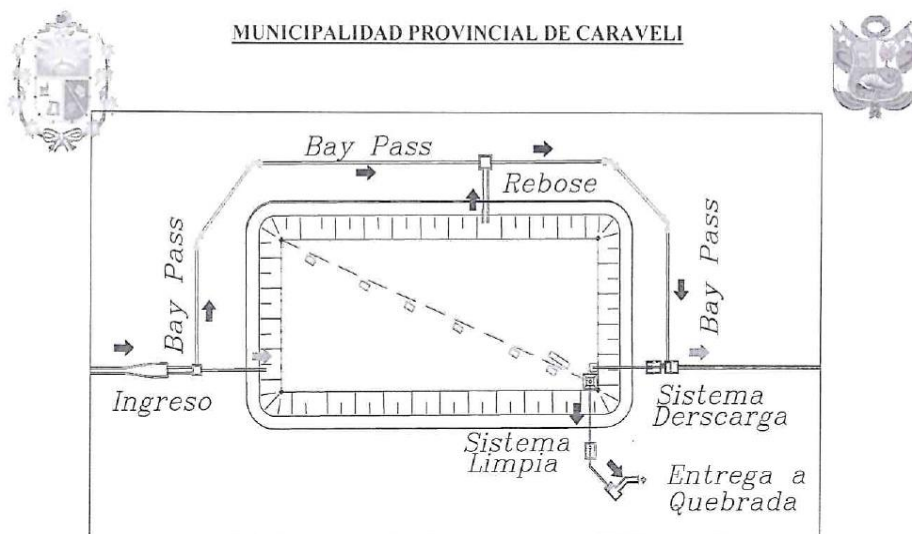 MUNICIPALIDAD PROVINCIAL DE CARAVELI
Bay Pass
Rebose
Bay Pass
Bay Pass
Ingreso
Sistema
Derscarga
Sistema
Limpia
Entrega a
Quebrada